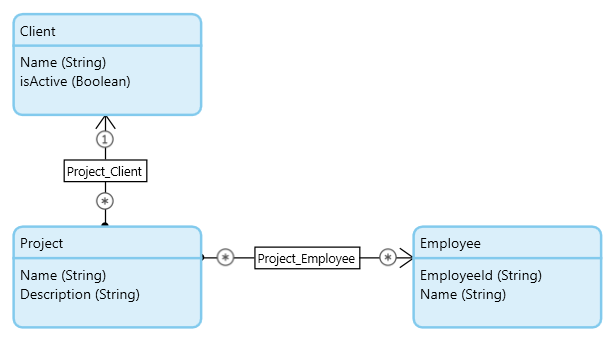 Client
Name (String)
isActive (Boolean)
1
Project_Client
*
Project
Name (String)
Description (String)
*
Project_Employee
*
Employee
EmployeeId (String)
Name (String)